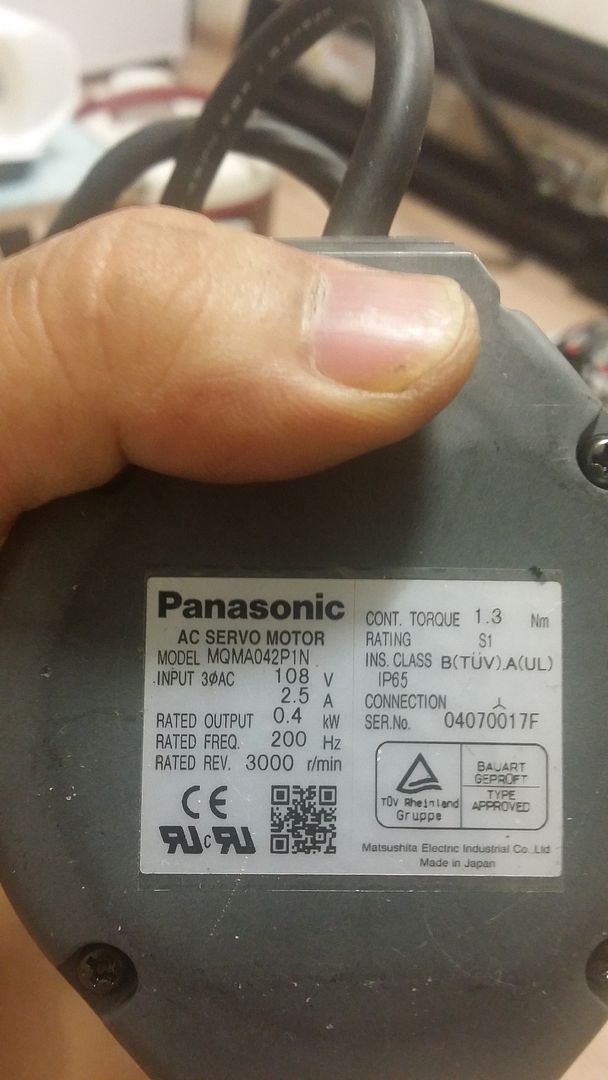 Panasonic
AC SERVO MOTOR
MODEL MQMA042P1N
INPUT 3ØAC 108 V
2.5 A
RATED OUTPUT 0.4 kW
RATED FREQ. 200 Hz
RATED REV. 3000 r/min
CE
CONT. TORQUE 1.3 Nm
RATING S1
INS. CLASS B(TÜV),A(UL)
IP65
CONNECTION
SER.No. 04070017F
TÜV Rheinland
Gruppe
BAUART
GEPRÜFT
TYPE
APPROVED
Matsushita Electric Industrial Co.,Ltd
Made in Japan